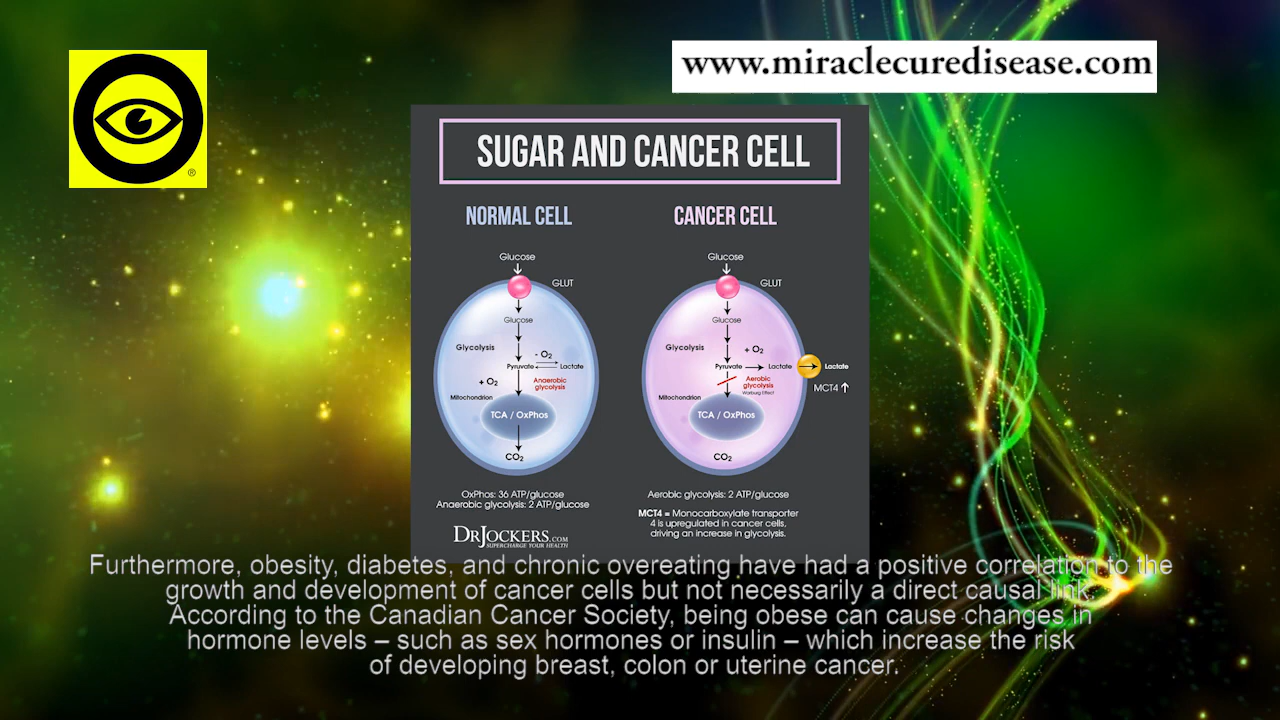 www.miraclecuredisease.com
®
SUGAR AND CANCER CELL
NORMAL CELL
CANCER CELL
Glucose
GLUT
Glucose
Glycolysis
- O₂
Pyruvate
Lactate
+ O₂
Anaerobic
glycolysis
Mitochondrion
TCA / OxPhos
CO₂
OxPhos: 36 ATP/glucose
Anaerobic glycolysis: 2 ATP/glucose
Glucose
GLUT
Glucose
Glycolysis
+ O₂
Pyruvate
Lactate
Lactate
Aerobic
glycolysis
Warburg Effect
MCT4
Mitochondrion
TCA / OxPhos
CO₂
Aerobic glycolysis: 2 ATP/glucose
MCT4 = Monocarboxylate transporter
4 is upregulated in cancer cells,
driving an increase in glycolysis.
DRJOCKERS.COM
SUPERCHARGE YOUR HEALTH
Furthermore, obesity, diabetes, and chronic overeating have had a positive correlation to the
growth and development of cancer cells but not necessarily a direct causal link.
According to the Canadian Cancer Society, being obese can cause changes in
hormone levels – such as sex hormones or insulin – which increase the risk
of developing breast, colon or uterine cancer.